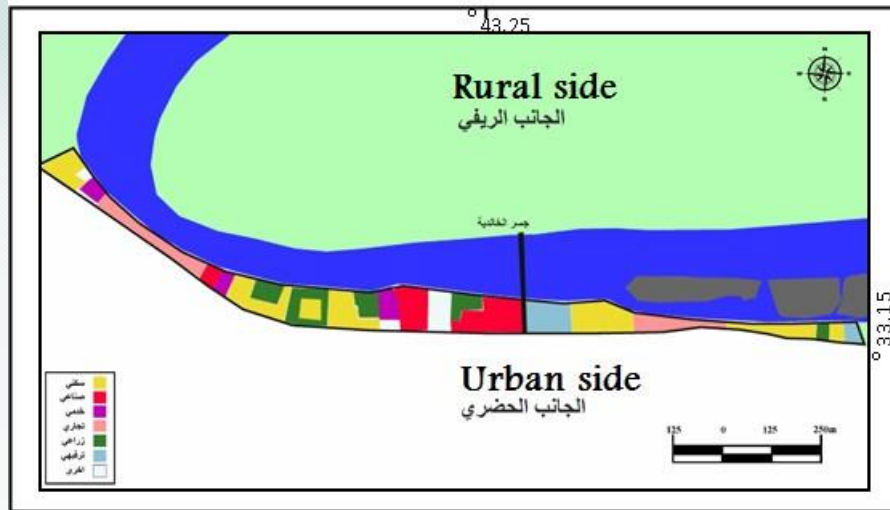 43.25°
Rural side
الجانب الريفي
جسر الخالدية
33.15°
Urban side
الجانب الحضري
سكني
صناعي
خدمي
تجاري
زراعي
ترفيهي
اخرى
125 0 125 250m